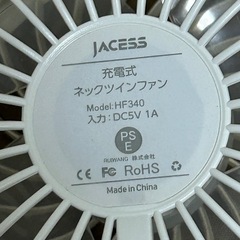 JACESS
充電式
ネックツインファン
Model:HF340
入力:DC5V 1A
PS
E
株式会社
CE FC RoHS
Made in China